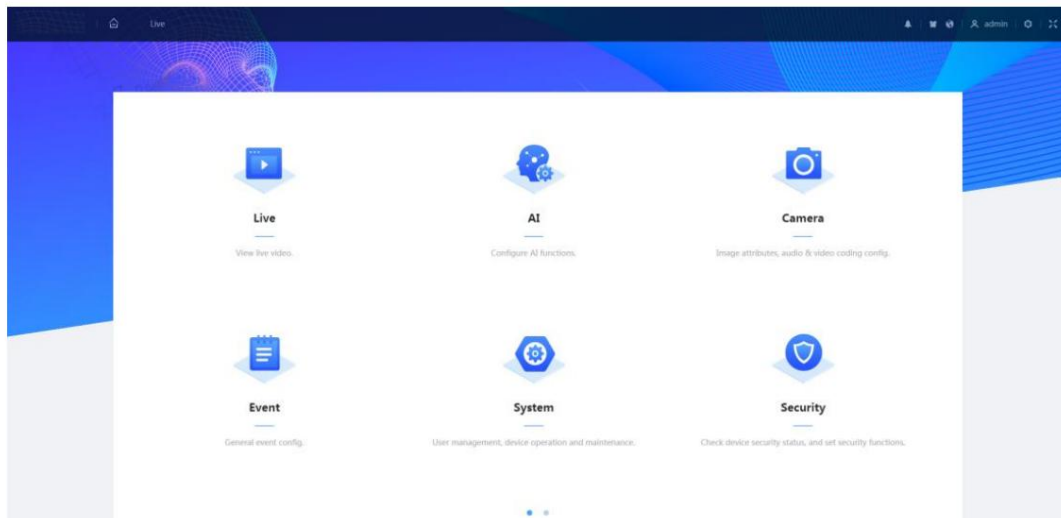 Live
admin
Live
AI
Camera
View live video.
Configure AI functions.
Image attributes, audio & video coding config.
Event
System
Security
General event config.
User management, device operation and maintenance.
Check device security status, and set security functions.